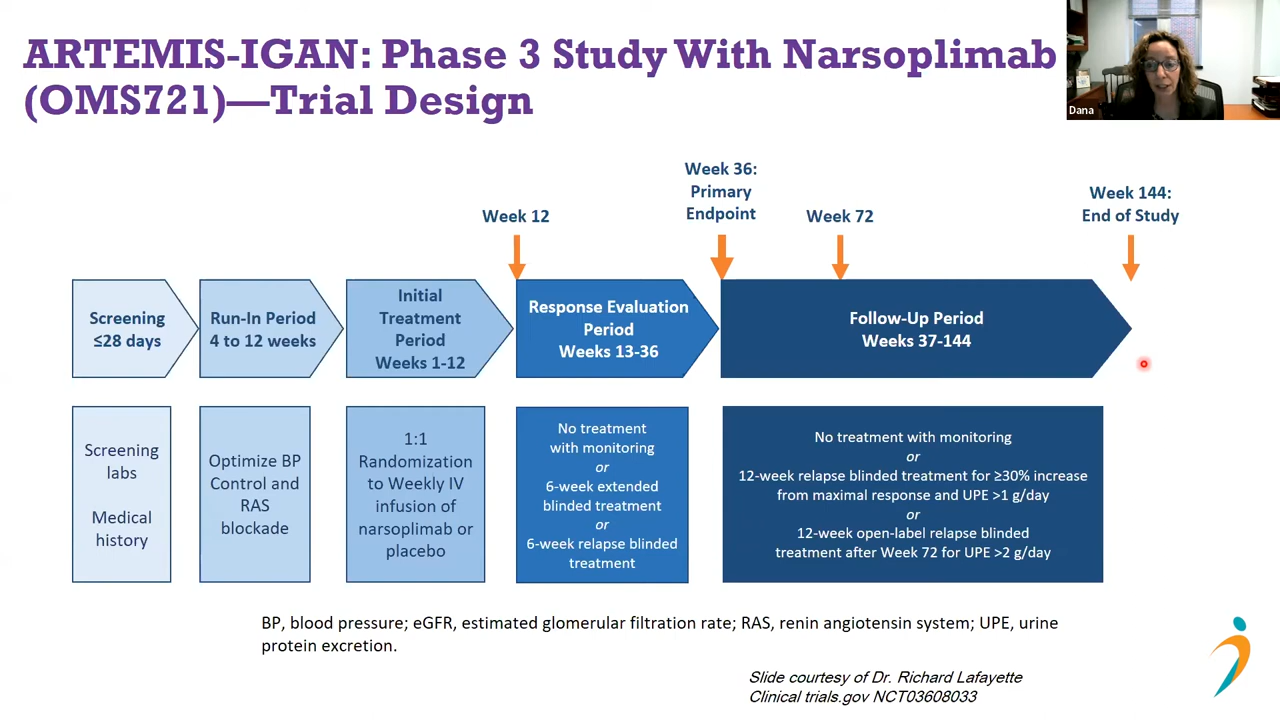 ARTEMIS-IGAN: Phase 3 Study With Narsoplimab
(OMS721)—Trial Design
Dana
Week 12
Week 36:
Primary
Endpoint
Week 72
Week 144:
End of Study
Screening
≤28 days
Run-In Period
4 to 12 weeks
Initial
Treatment
Period
Weeks 1-12
Response Evaluation
Period
Weeks 13-36
Follow-Up Period
Weeks 37-144
Screening
labs
Medical
history
Optimize BP
Control and
RAS
blockade
1:1
Randomization
to Weekly IV
infusion of
narsoplimab or
placebo
No treatment
with monitoring
or
6-week extended
blinded treatment
or
6-week relapse blinded
treatment
No treatment with monitoring
or
12-week relapse blinded treatment for ≥30% increase
from maximal response and UPE >1 g/day
or
12-week open-label relapse blinded
treatment after Week 72 for UPE >2 g/day
BP, blood pressure; eGFR, estimated glomerular filtration rate; RAS, renin angiotensin system; UPE, urine
protein excretion.
Slide courtesy of Dr. Richard Lafayette
Clinical trials.gov NCT03608033